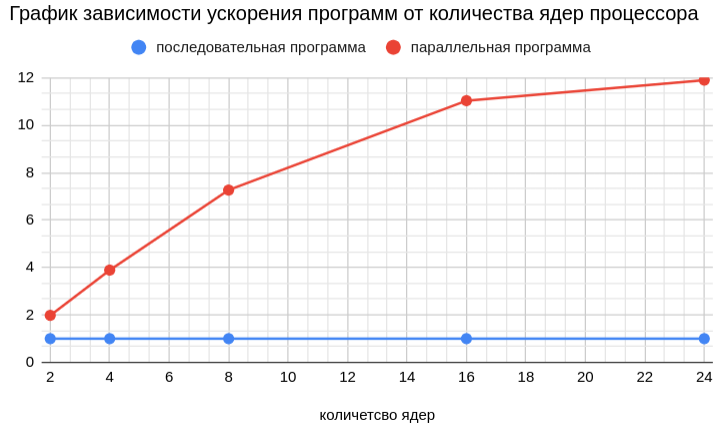 График зависимости ускорения программ от количества ядер процессора
последовательная программа параллельная программа
12
10
8
6
4
2
0
2 4 6 8 10 12 14 16 18 20 22 24
количетсво ядер